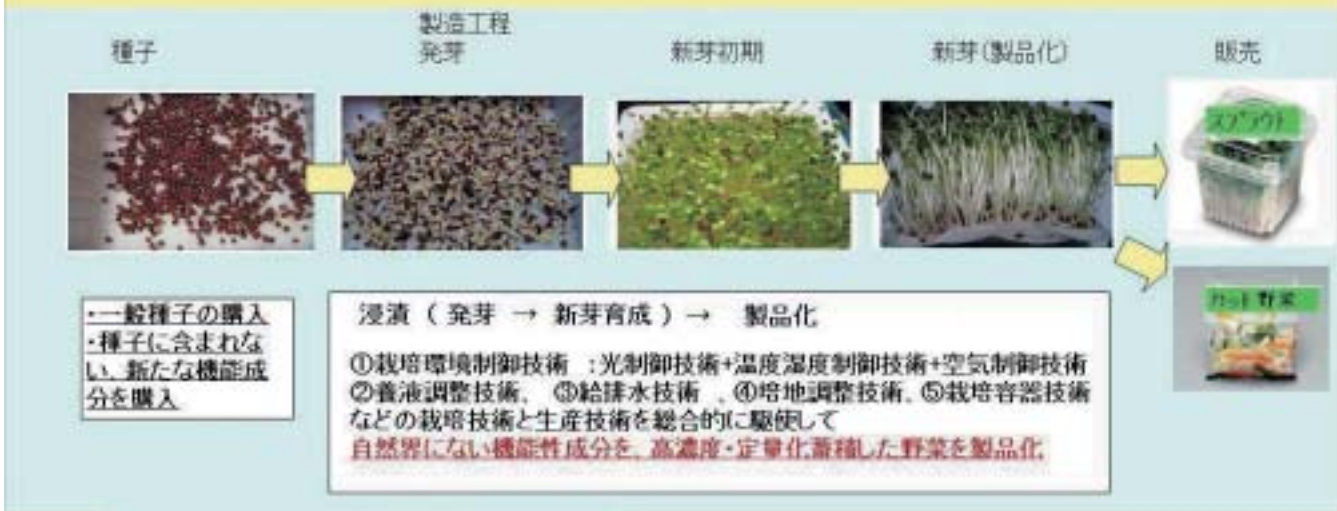 製造工程
種子
発芽
新芽初期
新芽(製品化)
販売
スプラウト
カット野菜
・一般種子の購入
・種子に含まれな
い、新たな機能成
分を購入
浸漬 ( 発芽 → 新芽育成 ) → 製品化
①栽培環境制御技術 :光制御技術+温度湿度制御技術+空気制御技術
②養液調整技術、 ③給排水技術 、④培地調整技術、⑤栽培容器技術
などの栽培技術と生産技術を総合的に駆使して
自然界にない機能性成分を、高濃度・定量化蓄積した野菜を製品化